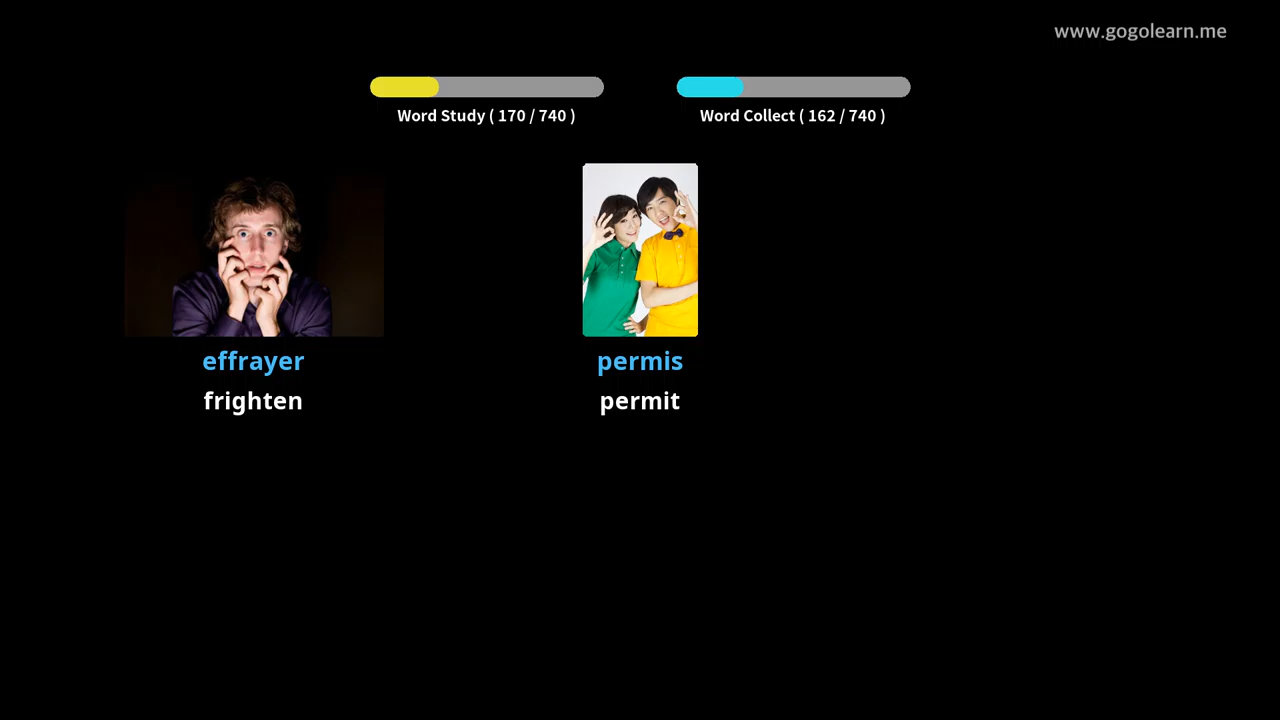 www.gogolearn.me
Word Study ( 170 / 740 )
Word Collect ( 162 / 740 )
effrayer
frighten
permis
permit